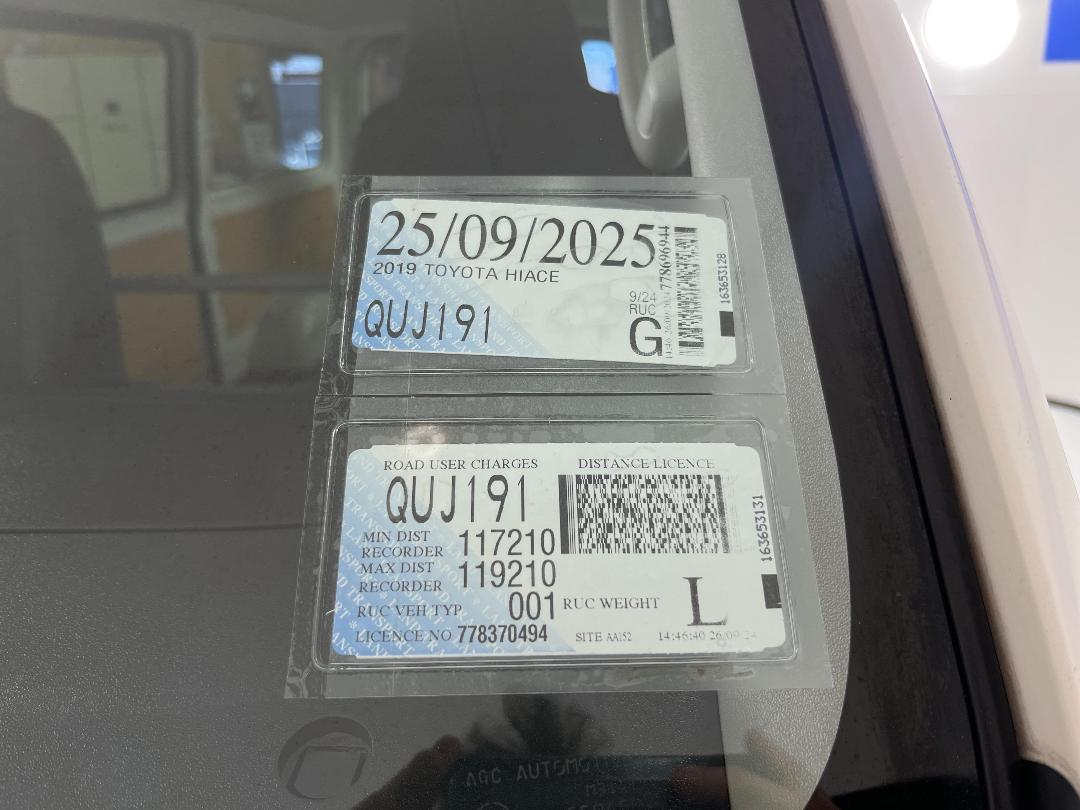 25/09/2025
2019 TOYOTA HIACE
QUJ191
9/24
RUC
G
778696944
163653128
ROAD USER CHARGES
DISTANCE LICENCE
QUJ191
MIN DIST
RECORDER 117210
MAX DIST
RECORDER 119210
RUC VEH TYP 001 RUC WEIGHT L
LICENCE NO 778370494 SITE AA152 14:46:40 26/09/24
163653131
AGC